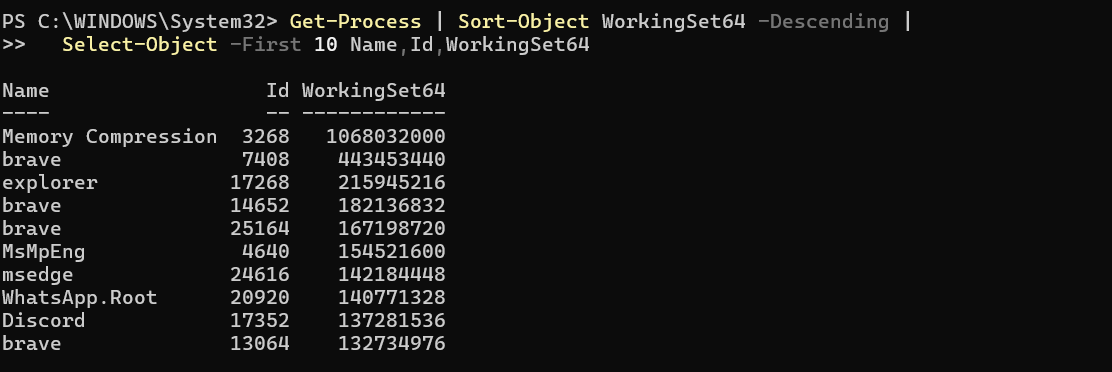 PS C:\WINDOWS\System32> Get-Process | Sort-Object WorkingSet64 -Descending |
>>   Select-Object -First 10 Name,Id,WorkingSet64

Name                  Id WorkingSet64
----                  -- ------------
Memory Compression  3268   1068032000
brave               7408    443453440
explorer           17268    215945216
brave              14652    182136832
brave              25164    167198720
MsMpEng             4640    154521600
msedge             24616    142184448
WhatsApp.Root      20920    140771328
Discord            17352    137281536
brave              13064    132734976